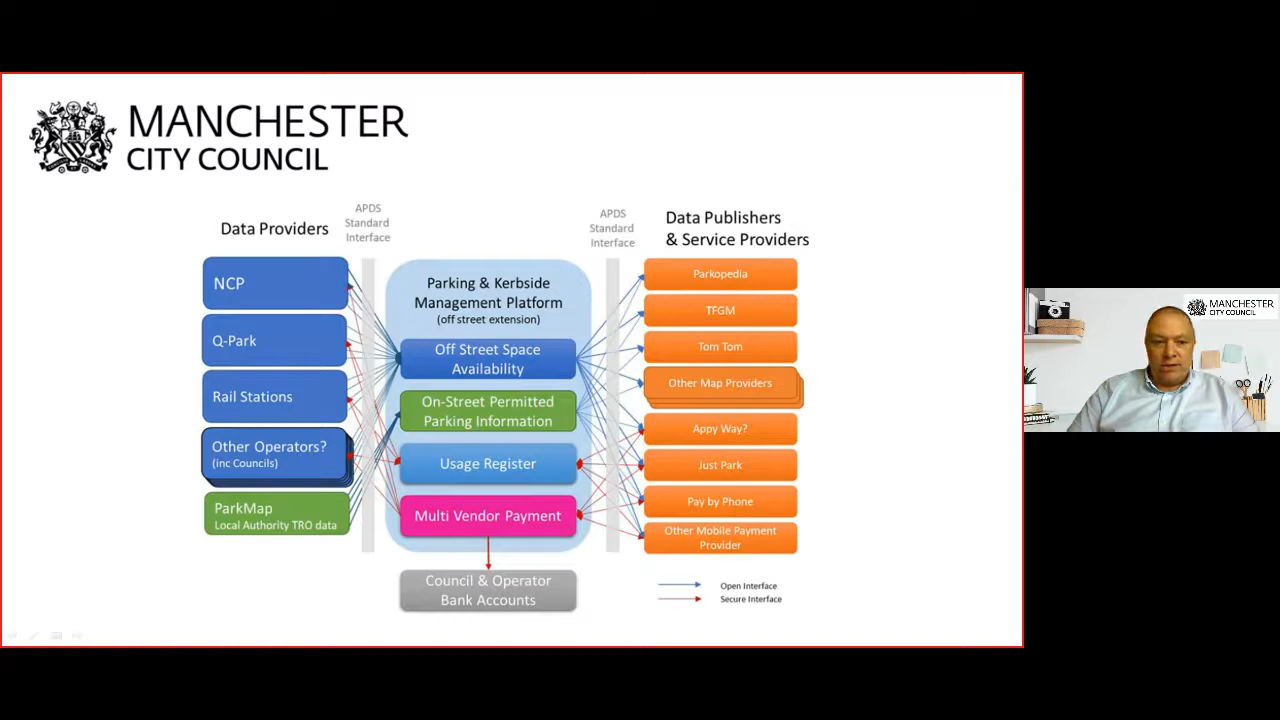 MANCHESTER
CITY COUNCIL
Data Providers
APDS
Standard
Interface
APDS
Standard
Interface
Data Publishers
& Service Providers
NCP
Q-Park
Rail Stations
Other Operators?
(inc Councils)
ParkMap
Local Authority TRO data
Parking & Kerbside
Management Platform
(off street extension)
Off Street Space
Availability
On-Street Permitted
Parking Information
Usage Register
Multi Vendor Payment
Council & Operator
Bank Accounts
Parkopedia
TFGM
Tom Tom
Other Map Providers
Appy Way?
Just Park
Pay by Phone
Other Mobile Payment
Provider
Open Interface
Secure Interface
MANCHESTER
CITY COUNCIL